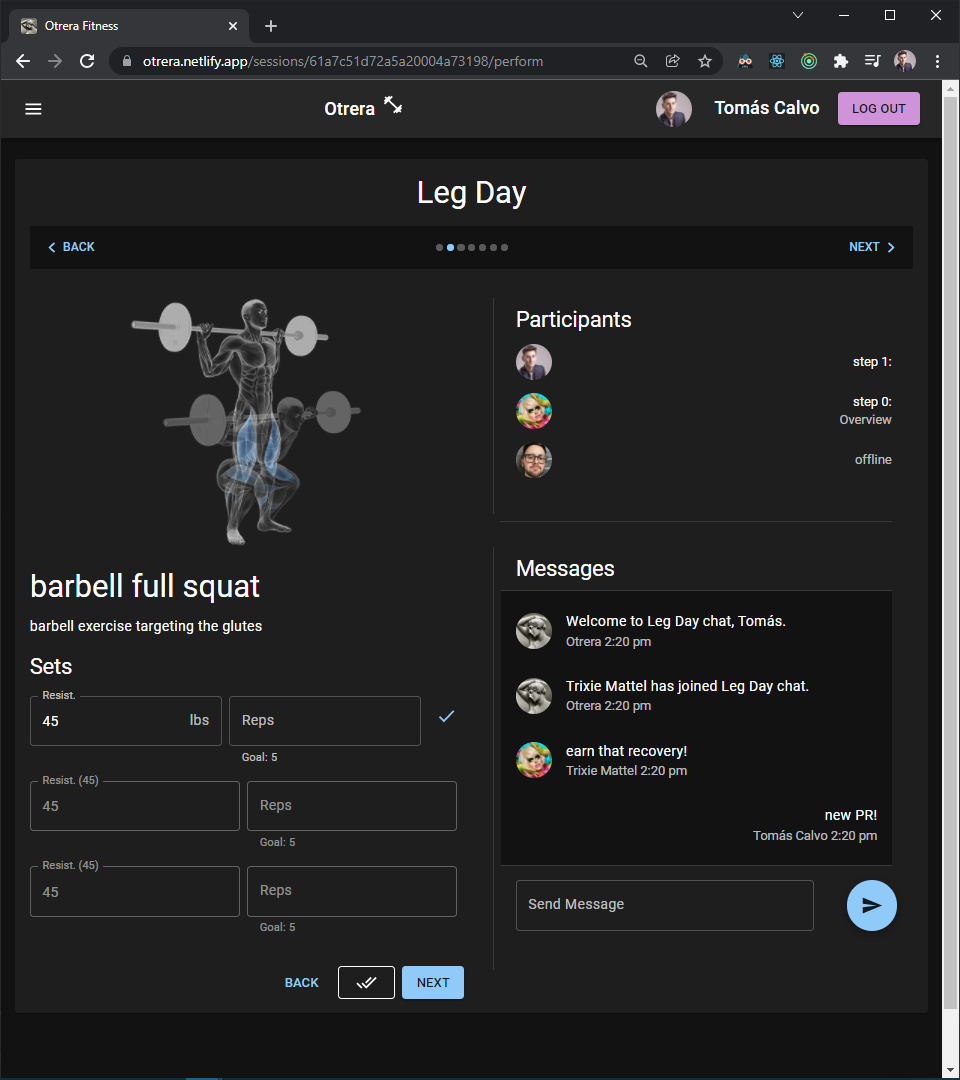 Otrera Fitness
otrera.netlify.app/sessions/61a7c51d72a5a20004a73198/perform
Otrera
Tomás Calvo
LOG OUT
Leg Day
BACK
NEXT
barbell full squat
barbell exercise targeting the glutes
Sets
Resist.
45 lbs
Reps
Goal: 5
Resist. (45)
45
Reps
Goal: 5
Resist. (45)
45
Reps
Goal: 5
BACK
NEXT
Participants
step 1:
step 0:
Overview
offline
Messages
Welcome to Leg Day chat, Tomás.
Otrera 2:20 pm
Trixie Mattel has joined Leg Day chat.
Otrera 2:20 pm
earn that recovery!
Trixie Mattel 2:20 pm
new PR!
Tomás Calvo 2:20 pm
Send Message